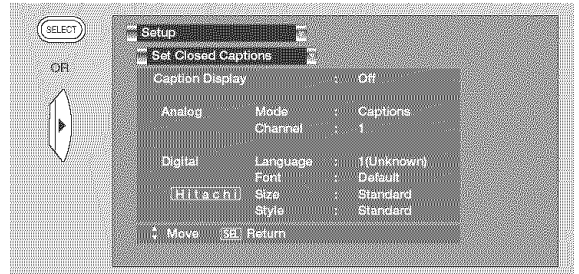 SELECT
OR
Setup
Set Closed Captions
Caption Display : Off
Analog Mode : Captions
Channel : 1
Digital Language : 1(Unknown)
Font : Default
Hitachi Size : Standard
Style : Standard
Move SEL Return